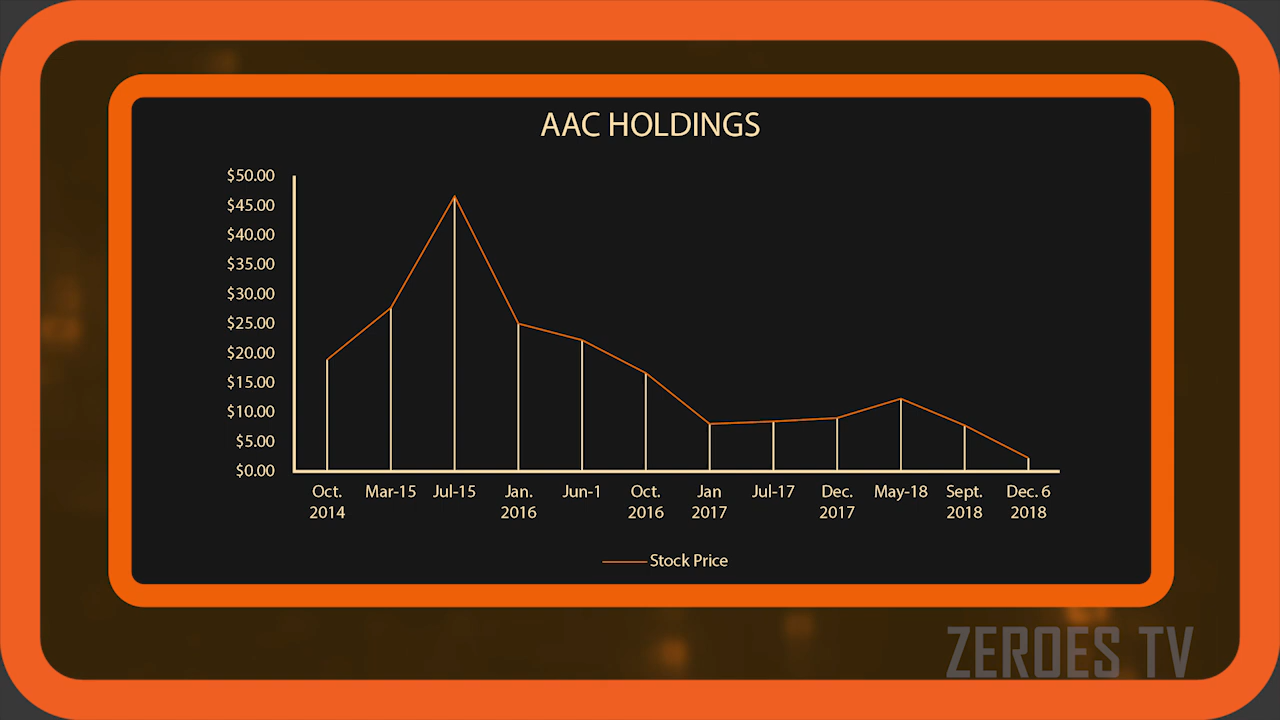 AAC HOLDINGS
$50.00
$45.00
$40.00
$35.00
$30.00
$25.00
$20.00
$15.00
$10.00
$5.00
$0.00
Oct. Mar-15 Jul-15 Jan. Jun-1 Oct. Jan Jul-17 Dec. May-18 Sept. Dec. 6
2014 2016 2016 2017 2017 2018 2018
Stock Price
ZEROES TV